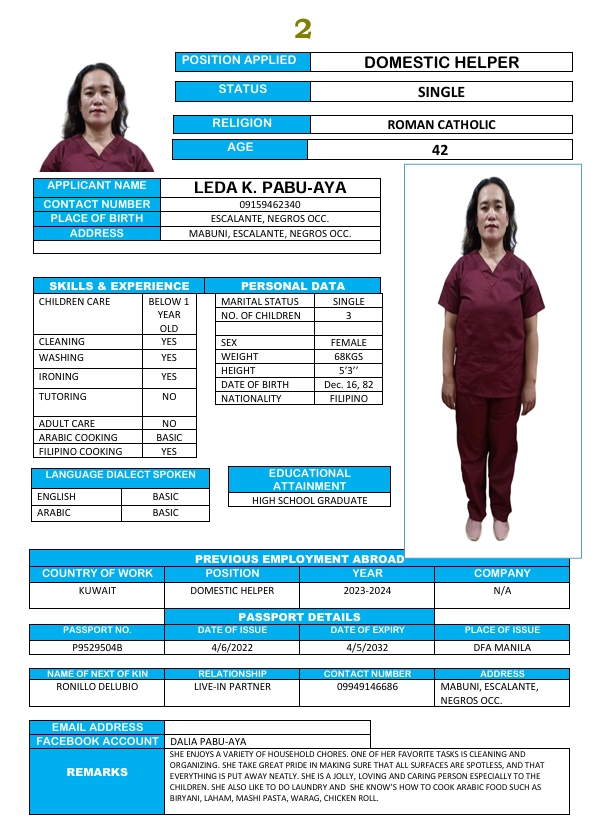 2
POSITION APPLIED DOMESTIC HELPER
STATUS SINGLE
RELIGION ROMAN CATHOLIC
AGE 42
APPLICANT NAME LEDA K. PABU-AYA
CONTACT NUMBER 09159462340
PLACE OF BIRTH ESCALANTE, NEGROS OCC.
ADDRESS MABUNI, ESCALANTE, NEGROS OCC.
SKILLS & EXPERIENCE
CHILDREN CARE BELOW 1
YEAR
OLD
CLEANING YES
WASHING YES
IRONING YES
TUTORING NO
ADULT CARE NO
ARABIC COOKING BASIC
FILIPINO COOKING YES
PERSONAL DATA
MARITAL STATUS SINGLE
NO. OF CHILDREN 3
SEX FEMALE
WEIGHT 68KGS
HEIGHT 5'3''
DATE OF BIRTH Dec. 16, 82
NATIONALITY FILIPINO
LANGUAGE DIALECT SPOKEN
ENGLISH BASIC
ARABIC BASIC
EDUCATIONAL
ATTAINMENT
HIGH SCHOOL GRADUATE
PREVIOUS EMPLOYMENT ABROAD
COUNTRY OF WORK POSITION YEAR COMPANY
KUWAIT DOMESTIC HELPER 2023-2024 N/A
PASSPORT DETAILS
PASSPORT NO. DATE OF ISSUE DATE OF EXPIRY PLACE OF ISSUE
P9529504B 4/6/2022 4/5/2032 DFA MANILA
NAME OF NEXT OF KIN RELATIONSHIP CONTACT NUMBER ADDRESS
RONILLO DELUBIO LIVE-IN PARTNER 09949146686 MABUNI, ESCALANTE,
NEGROS OCC.
EMAIL ADDRESS
FACEBOOK ACCOUNT DALIA PABU-AYA
REMARKS
SHE ENJOYS A VARIETY OF HOUSEHOLD CHORES. ONE OF HER FAVORITE TASKS IS CLEANING AND
ORGANIZING. SHE TAKE GREAT PRIDE IN MAKING SURE THAT ALL SURFACES ARE SPOTLESS, AND THAT
EVERYTHING IS PUT AWAY NEATLY. SHE IS A JOLLY, LOVING AND CARING PERSON ESPECIALLY TO THE
CHILDREN. SHE ALSO LIKE TO DO LAUNDRY AND SHE KNOW'S HOW TO COOK ARABIC FOOD SUCH AS
BIRYANI, LAHAM, MASHI PASTA, WARAG, CHICKEN ROLL.